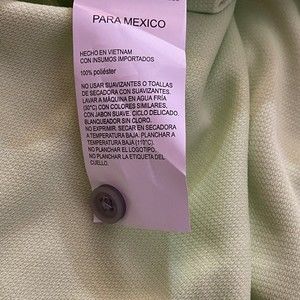 PARA MEXICO
HECHO EN VIETNAM
CON INSUMOS IMPORTADOS
100% poliéster
NO USAR SUAVIZANTES O TOALLAS
DE SECADORA CON SUAVIZANTES.
LAVAR A MÁQUINA EN AGUA FRÍA
(30°C) CON COLORES SIMILARES,
CON JABON SUAVE. CICLO DELICADO.
BLANQUEADOR SIN CLORO.
NO EXPRIMIR. SECAR EN SECADORA
A TEMPERATURA BAJA. PLANCHAR A
TEMPERATURA BAJA (110°C).
NO PLANCHAR EL LOGOTIPO.
NO PLANCHAR LA ETIQUETA DEL
CUELLO.